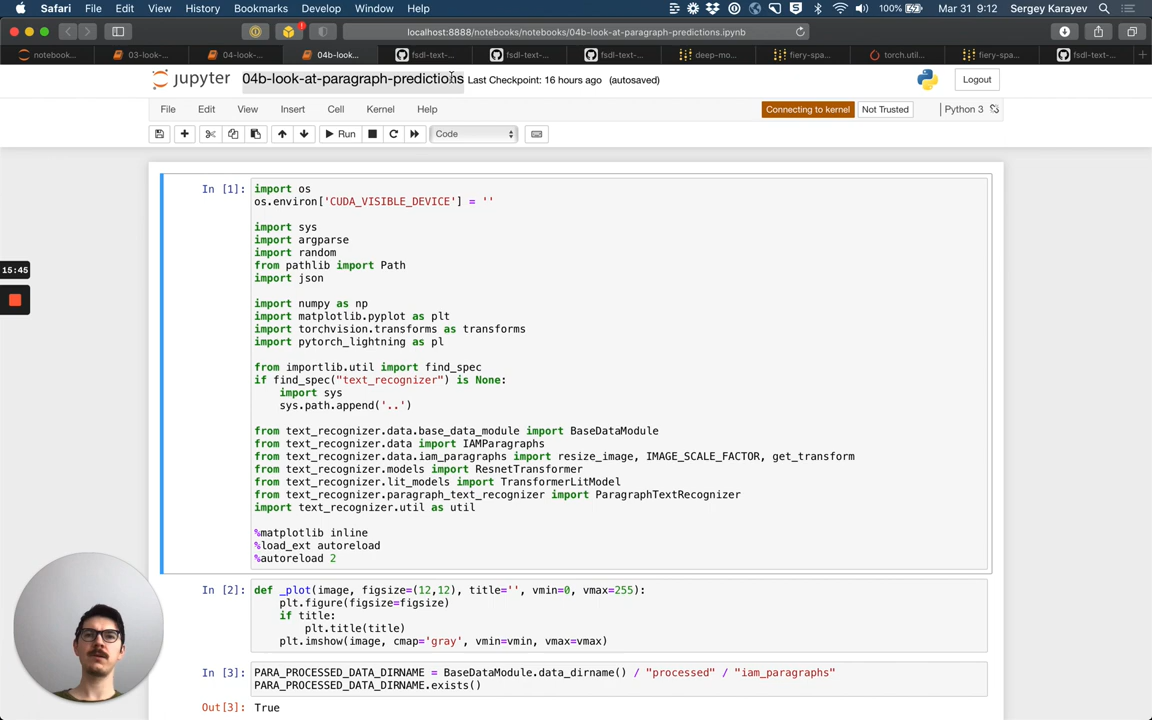 Safari File Edit View History Bookmarks Develop Window Help 100% Mar 31 9:12 Sergey Karayev
localhost:8888/notebooks/notebooks/04b-look-at-paragraph-predictions.ipynb
notebook... 03-look-... 04-look-... 04b-look... fsdl-text-... fsdl-text-... fsdl-text-... deep-mo... fiery-spa... torch.util... fiery-spa... fsdl-text-...
jupyter 04b-look-at-paragraph-predictions Last Checkpoint: 16 hours ago (autosaved) Logout
File Edit View Insert Cell Kernel Help Connecting to kernel Not Trusted Python 3
Run Code
In [1]: import os
os.environ['CUDA_VISIBLE_DEVICE'] = ''
import sys
import argparse
import random
from pathlib import Path
import json
15:45
import numpy as np
import matplotlib.pyplot as plt
import torchvision.transforms as transforms
import pytorch_lightning as pl
from importlib.util import find_spec
if find_spec("text_recognizer") is None:
    import sys
    sys.path.append('..')
from text_recognizer.data.base_data_module import BaseDataModule
from text_recognizer.data import IAMParagraphs
from text_recognizer.data.iam_paragraphs import resize_image, IMAGE_SCALE_FACTOR, get_transform
from text_recognizer.models import ResnetTransformer
from text_recognizer.lit_models import TransformerLitModel
from text_recognizer.paragraph_text_recognizer import ParagraphTextRecognizer
import text_recognizer.util as util
%matplotlib inline
%load_ext autoreload
%autoreload 2
In [2]: def _plot(image, figsize=(12,12), title='', vmin=0, vmax=255):
    plt.figure(figsize=figsize)
    if title:
        plt.title(title)
    plt.imshow(image, cmap='gray', vmin=vmin, vmax=vmax)
In [3]: PARA_PROCESSED_DATA_DIRNAME = BaseDataModule.data_dirname() / "processed" / "iam_paragraphs"
PARA_PROCESSED_DATA_DIRNAME.exists()
Out[3]: True